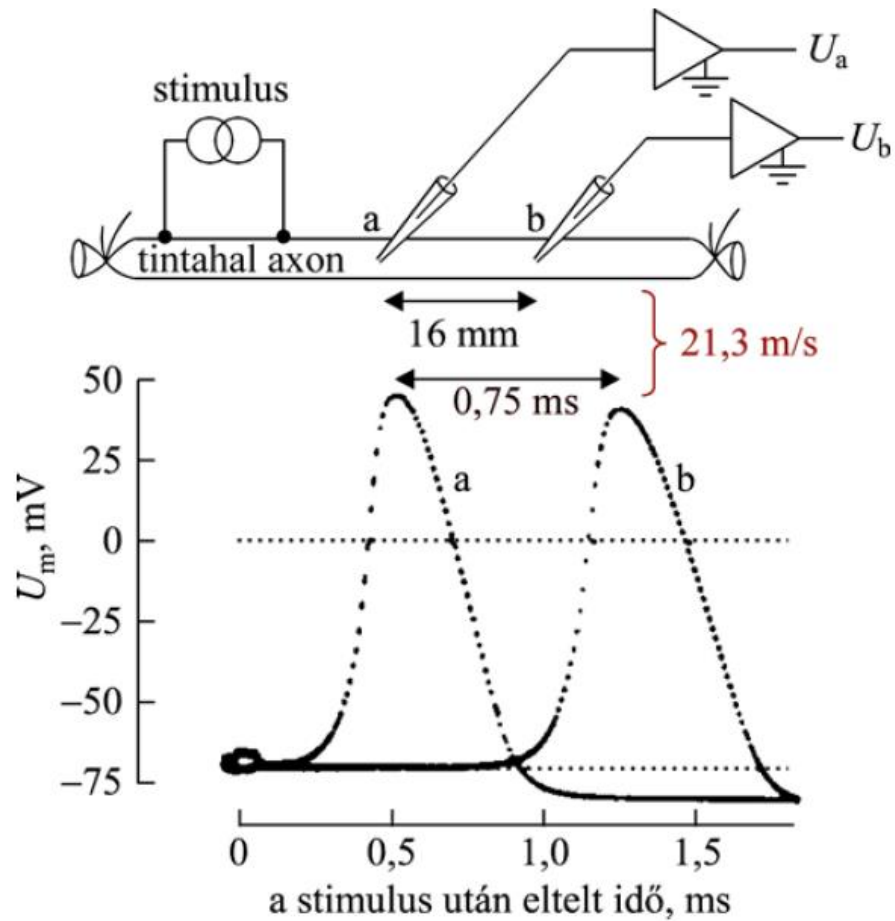 U_a
stimulus
U_b
a
b
tintahal axon
16 mm
21,3 m/s
0,75 ms
50
25
0
−25
−50
−75
U_m, mV
a
b
0
0,5
1,0
1,5
a stimulus után eltelt idő, ms